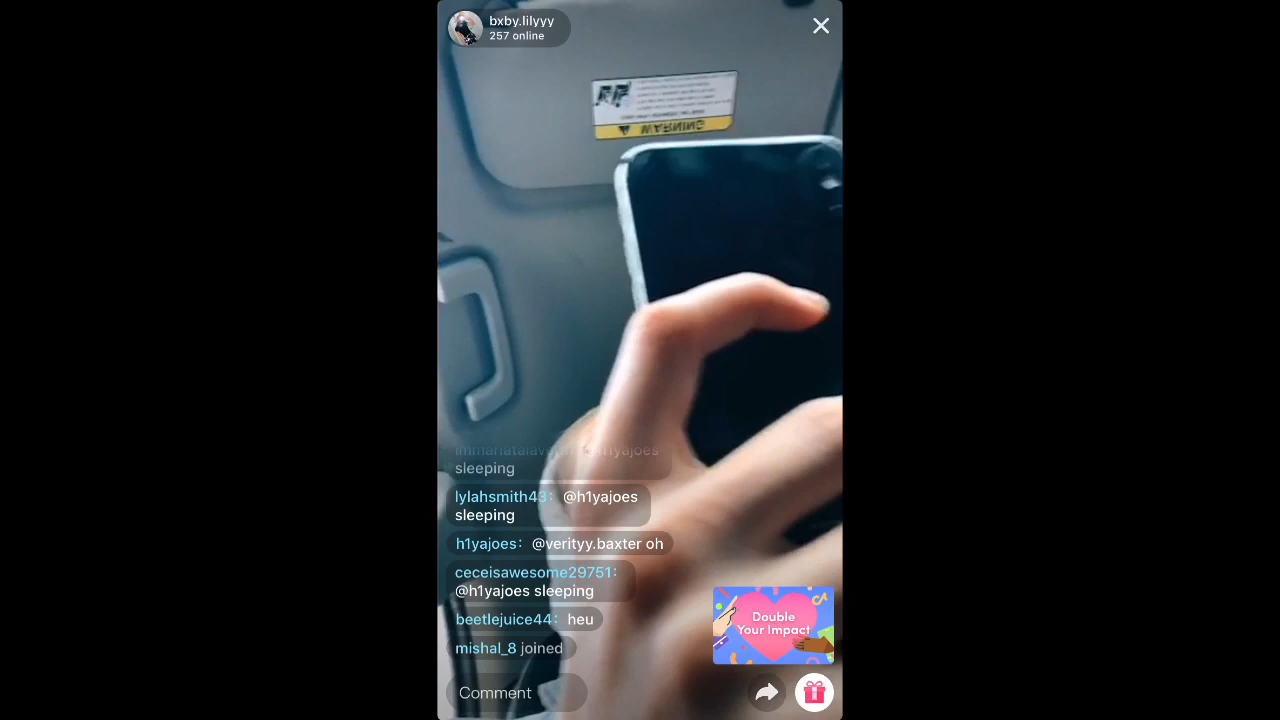 bxby.lilyyy
257 online
WARNING
sleeping
lylahsmith43: @h1yajoes
sleeping
h1yajoes: @verityy.baxter oh
ceceisawesome29751:
@h1yajoes sleeping
beetlejuice44: heu
mishal_8 joined
Double
Your Impact
Comment